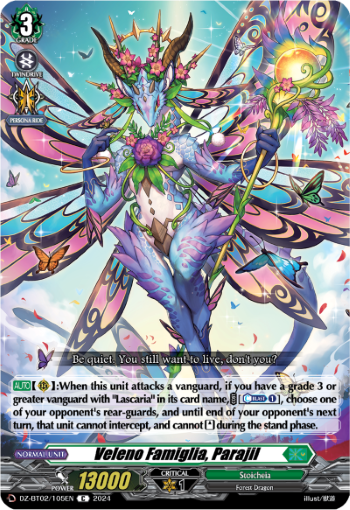 3
GRADE
TWINDRIVE
PERSONA RIDE
Be quiet. You still want to live, don't you?
AUTO【 】:When this unit attacks a vanguard, if you have a grade 3 or
greater vanguard with "Lascaria" in its card name, [C-BLAST 1], choose one
of your opponent's rear-guards, and until end of your opponent's next
turn, that unit cannot intercept, and cannot [ ] during the stand phase.
NORMAL UNIT
Veleno Famiglia, Parajil
POWER 13000
CRITICAL
1
Stoicheia
Forest Dragon
DZ-BT02/105EN C 2024
illust/獣道